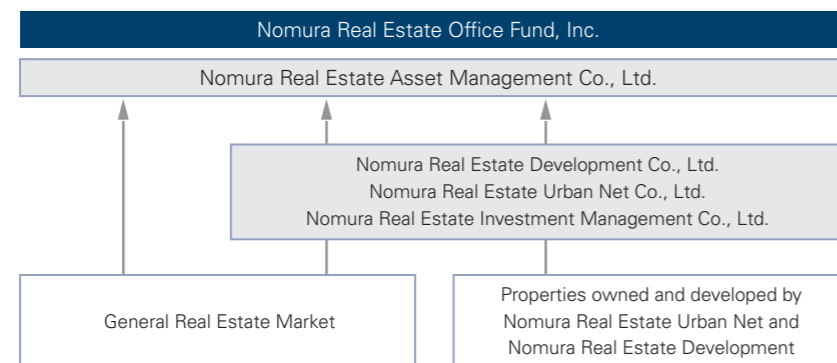 Nomura Real Estate Office Fund, Inc.
Nomura Real Estate Asset Management Co., Ltd.
Nomura Real Estate Development Co., Ltd.
Nomura Real Estate Urban Net Co., Ltd.
Nomura Real Estate Investment Management Co., Ltd.
General Real Estate Market
Properties owned and developed by
Nomura Real Estate Urban Net and
Nomura Real Estate Development